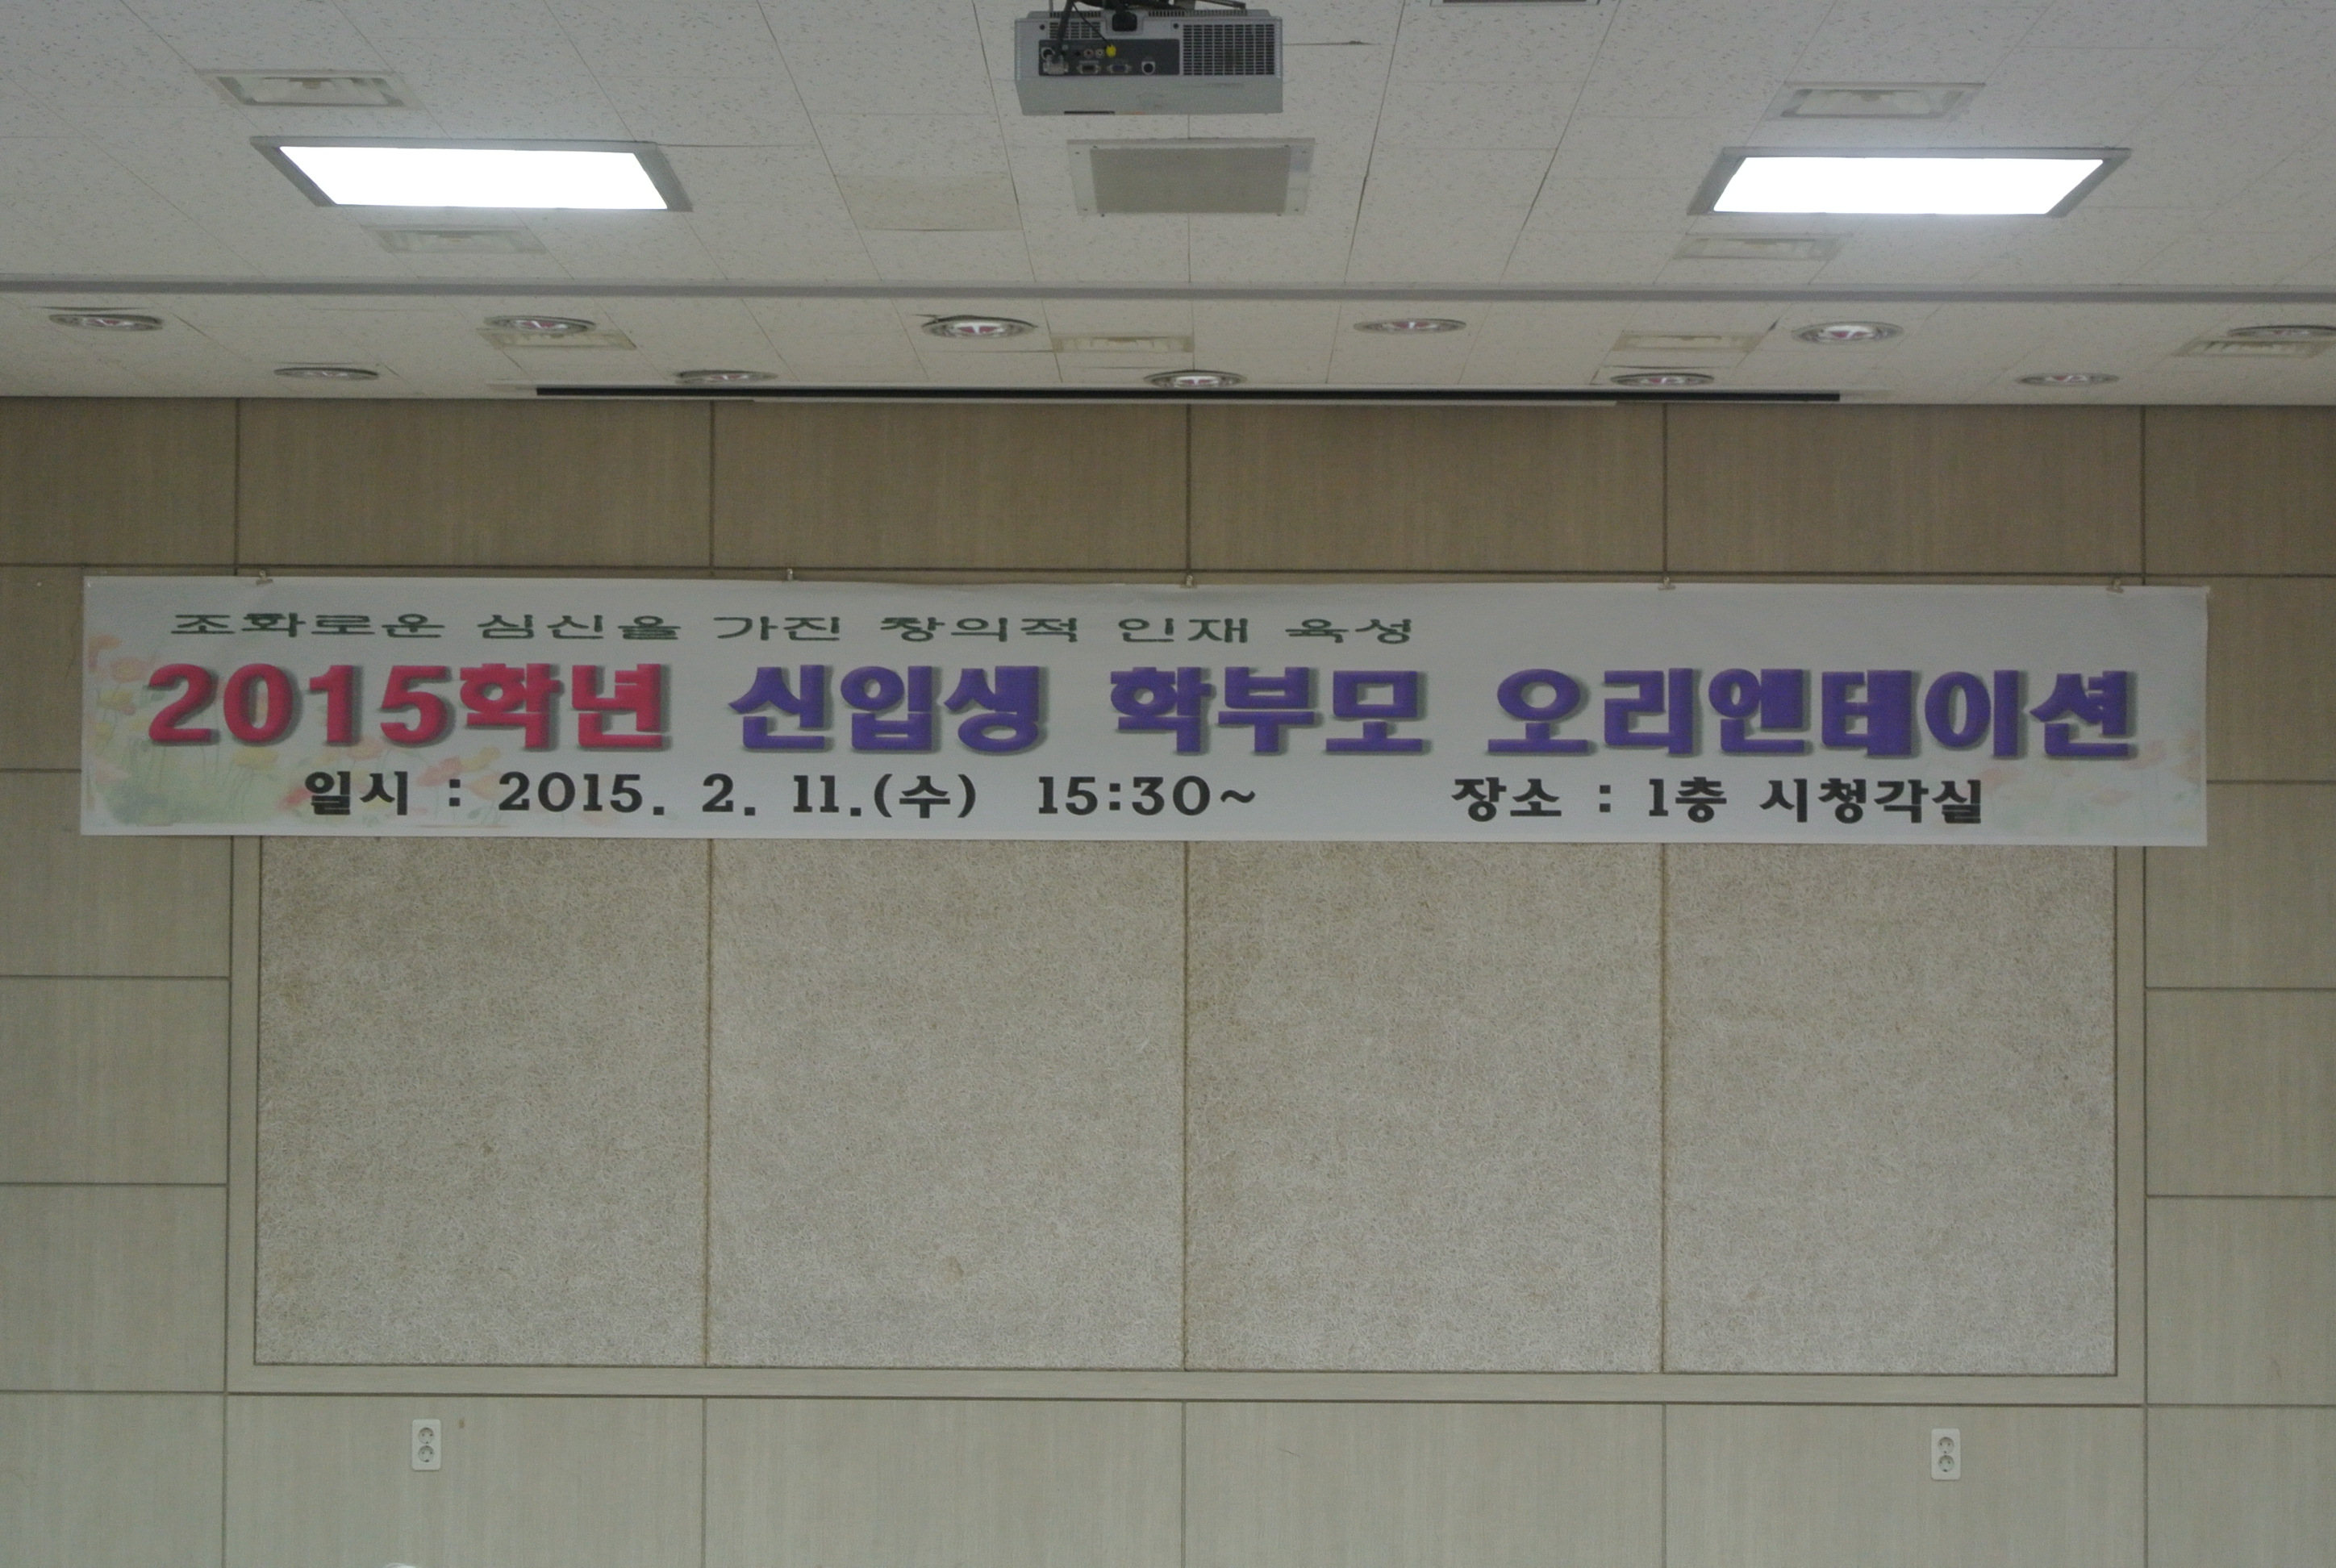 조화로운 심신을 가진 창의적 인재 육성
2015학년 신입생 학부모 오리엔테이션
일시 : 2015. 2. 11.(수) 15:30~ 장소 : 1층 시청각실